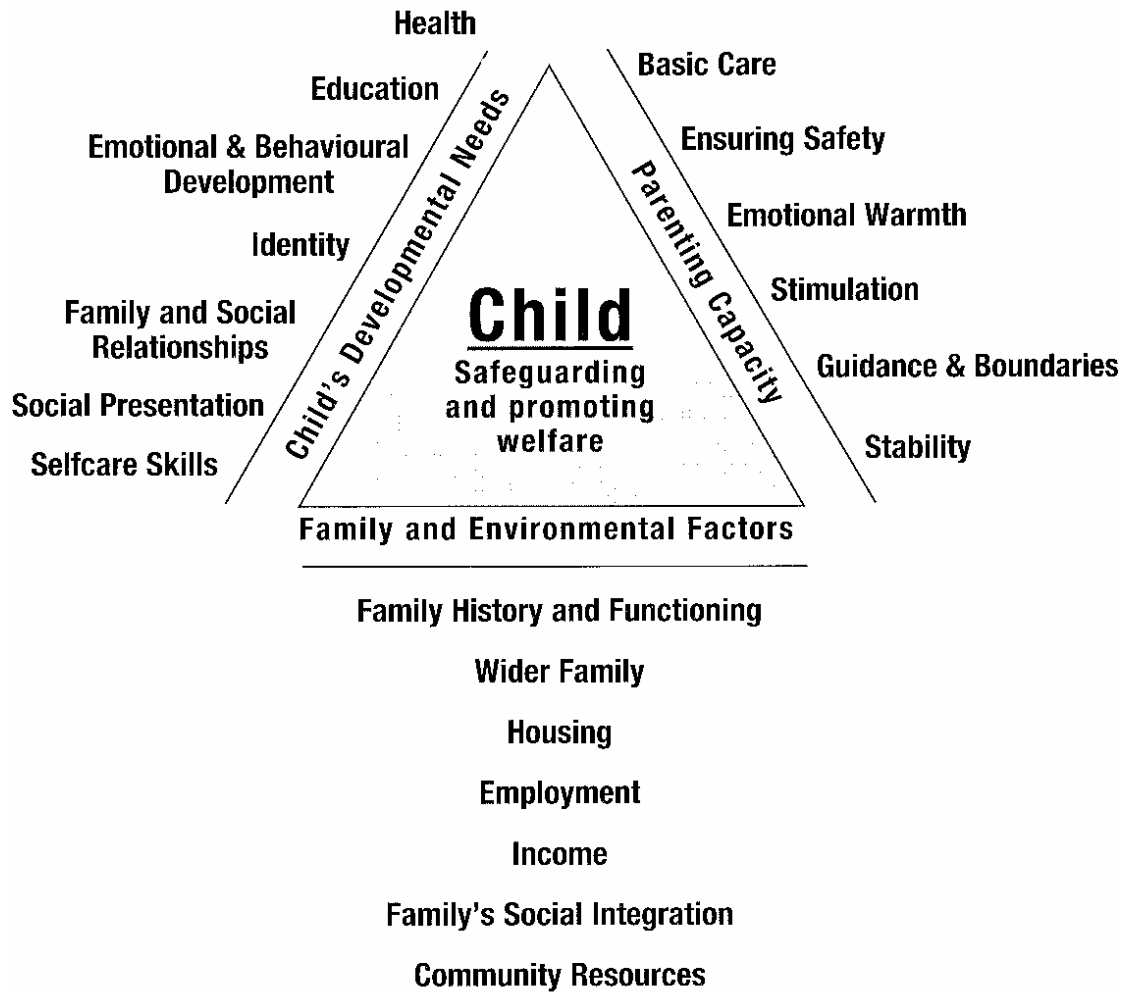 Health
Education
Emotional & Behavioural
Development
Identity
Family and Social
Relationships
Social Presentation
Selfcare Skills
Child's Developmental Needs
Basic Care
Ensuring Safety
Emotional Warmth
Stimulation
Guidance & Boundaries
Stability
Parenting Capacity
Child
Safeguarding
and promoting
welfare
Family and Environmental Factors
Family History and Functioning
Wider Family
Housing
Employment
Income
Family's Social Integration
Community Resources